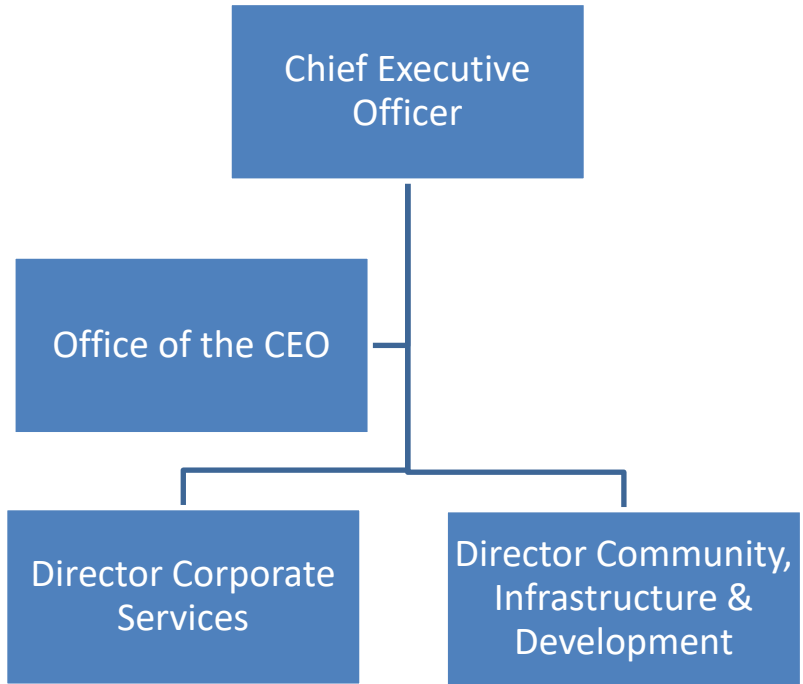 Chief Executive
Officer
Office of the CEO
Director Corporate
Services
Director Community,
Infrastructure &
Development